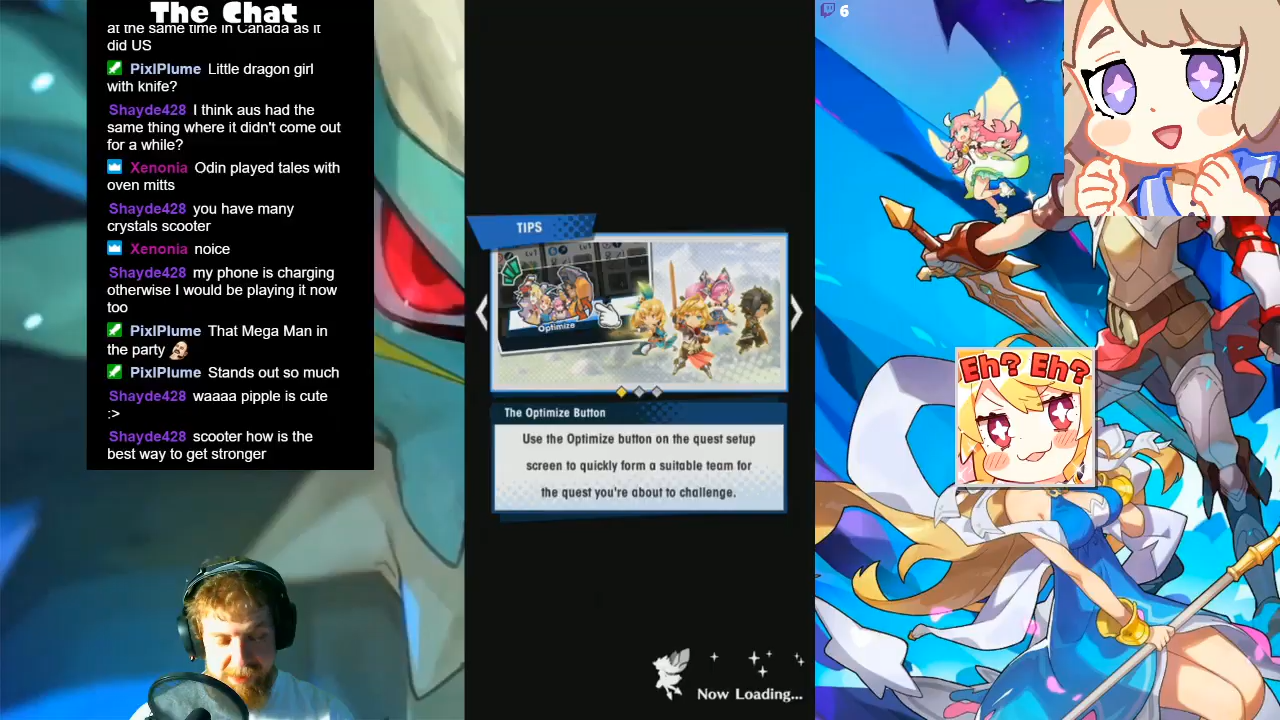 The Chat
at the same time in Canada as it
did US
PixlPlume Little dragon girl
with knife?
Shayde428 I think aus had the
same thing where it didn't come out
for a while?
Xenonia Odin played tales with
oven mitts
Shayde428 you have many
crystals scooter
Xenonia noice
Shayde428 my phone is charging
otherwise I would be playing it now
too
PixlPlume That Mega Man in
the party
PixlPlume Stands out so much
Shayde428 waaaa pipple is cute
:>
Shayde428 scooter how is the
best way to get stronger
TIPS
Optimize
The Optimize Button
Use the Optimize button on the quest setup
screen to quickly form a suitable team for
the quest you're about to challenge.
Now Loading...
6
Eh? Eh?